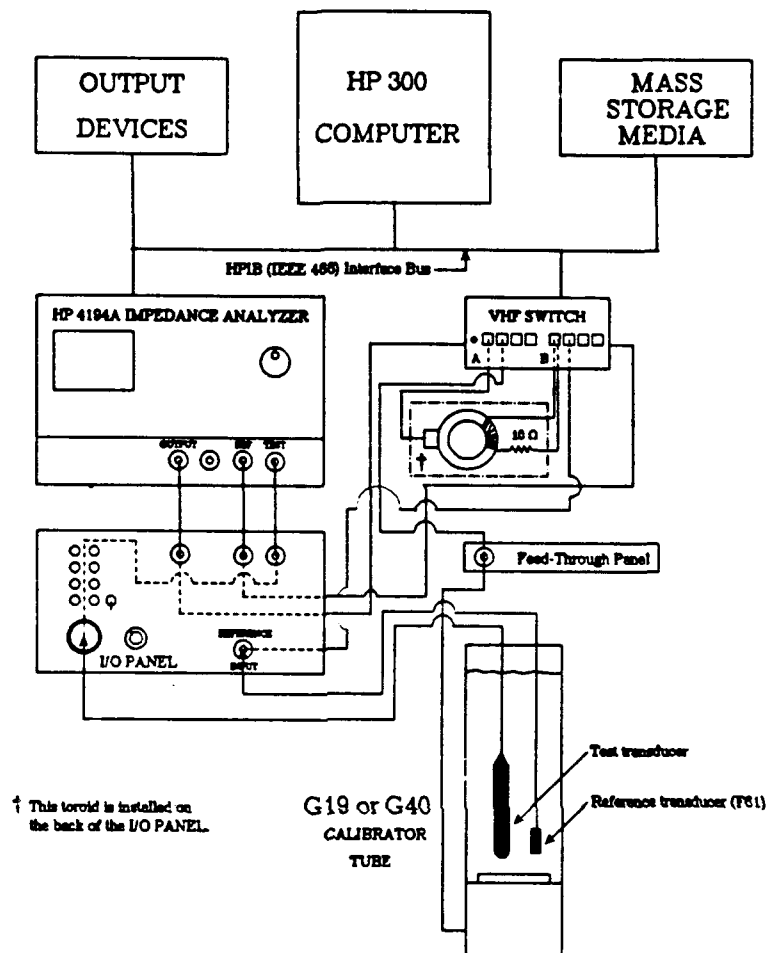 OUTPUT
DEVICES
HP 300
COMPUTER
MASS
STORAGE
MEDIA
HPIB (IEEE 488) Interface Bus
HP 4194A IMPEDANCE ANALYZER
OUTPUT
REF
TEST
VHF SWITCH
A
B
15 Ω
†
Feed-Through Panel
REFERENCE
INPUT
I/O PANEL
Test transducer
Reference transducer (F61)
G19 or G40
CALIBRATOR
TUBE
† This toroid is installed on
the back of the I/O PANEL.